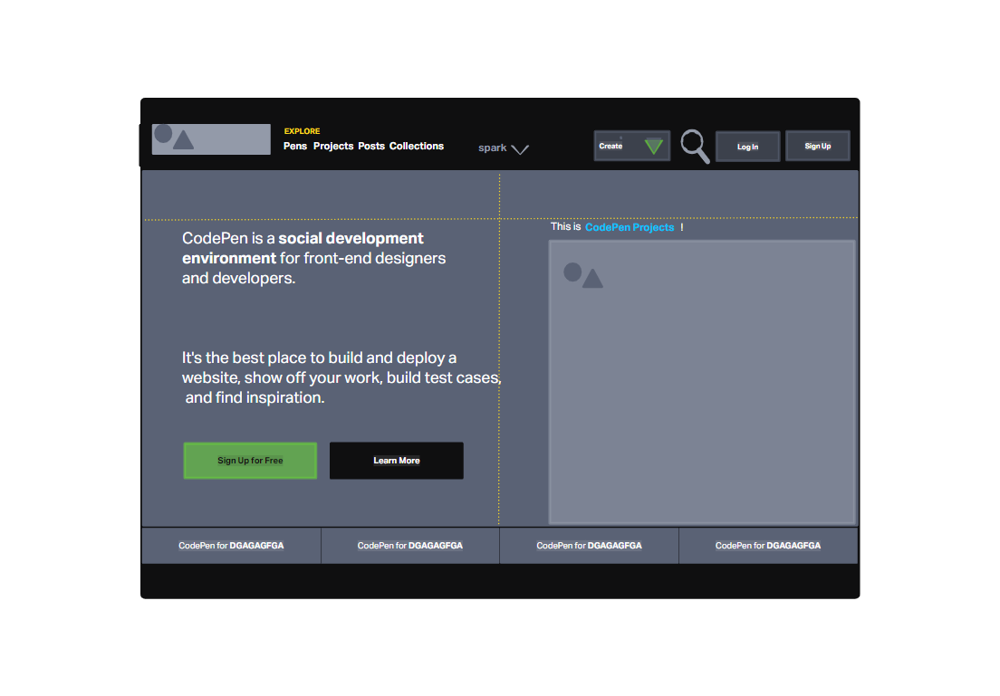 EXPLORE
Pens Projects Posts Collections
spark
Create
Log In
Sign Up
This is CodePen Projects !
CodePen is a social development
environment for front-end designers
and developers.
It's the best place to build and deploy a
website, show off your work, build test cases,
and find inspiration.
Sign Up for Free
Learn More
CodePen for DGAGAGFGA
CodePen for DGAGAGFGA
CodePen for DGAGAGFGA
CodePen for DGAGAGFGA